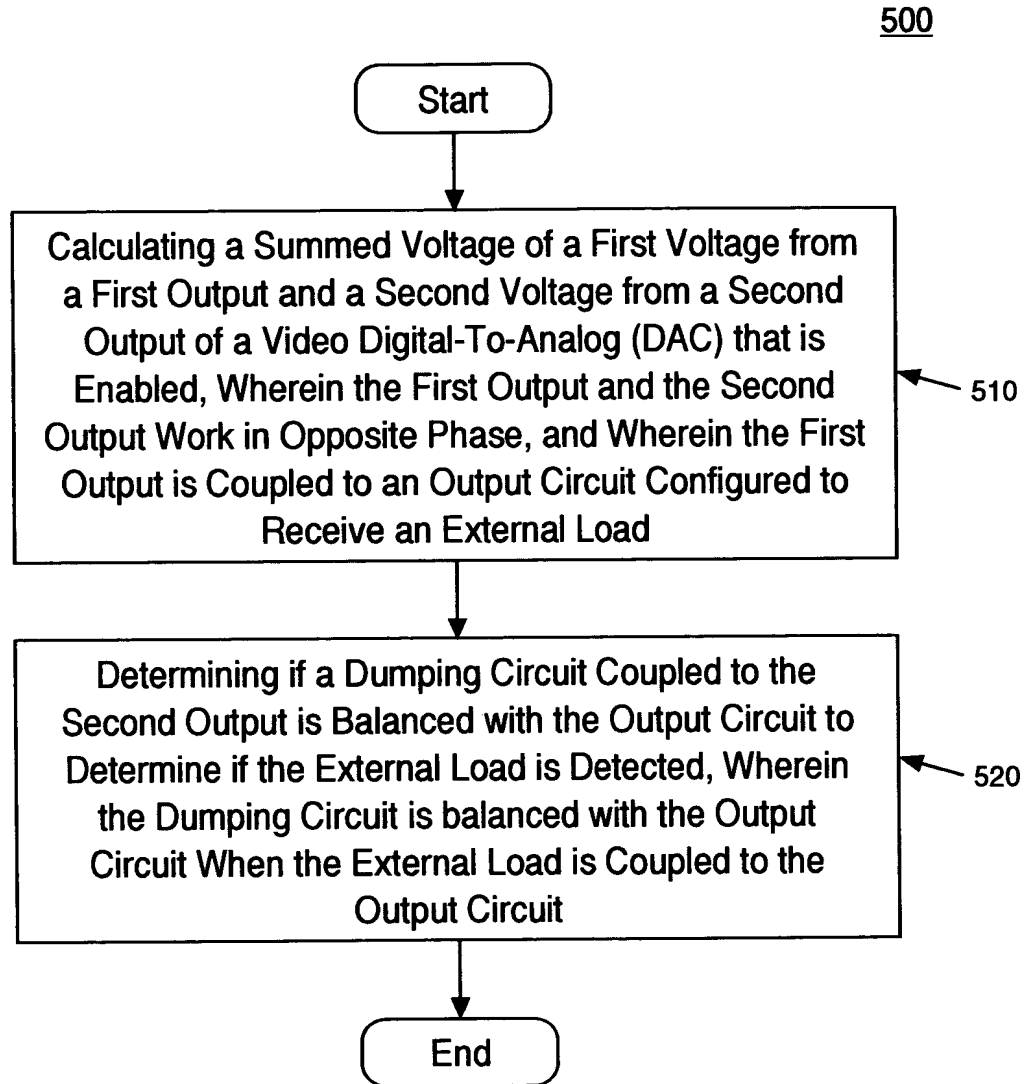 500
Start
Calculating a Summed Voltage of a First Voltage from
a First Output and a Second Voltage from a Second
Output of a Video Digital-To-Analog (DAC) that is
Enabled, Wherein the First Output and the Second
Output Work in Opposite Phase, and Wherein the First
Output is Coupled to an Output Circuit Configured to
Receive an External Load
510
Determining if a Dumping Circuit Coupled to the
Second Output is Balanced with the Output Circuit to
Determine if the External Load is Detected, Wherein
the Dumping Circuit is balanced with the Output
Circuit When the External Load is Coupled to the
Output Circuit
520
End